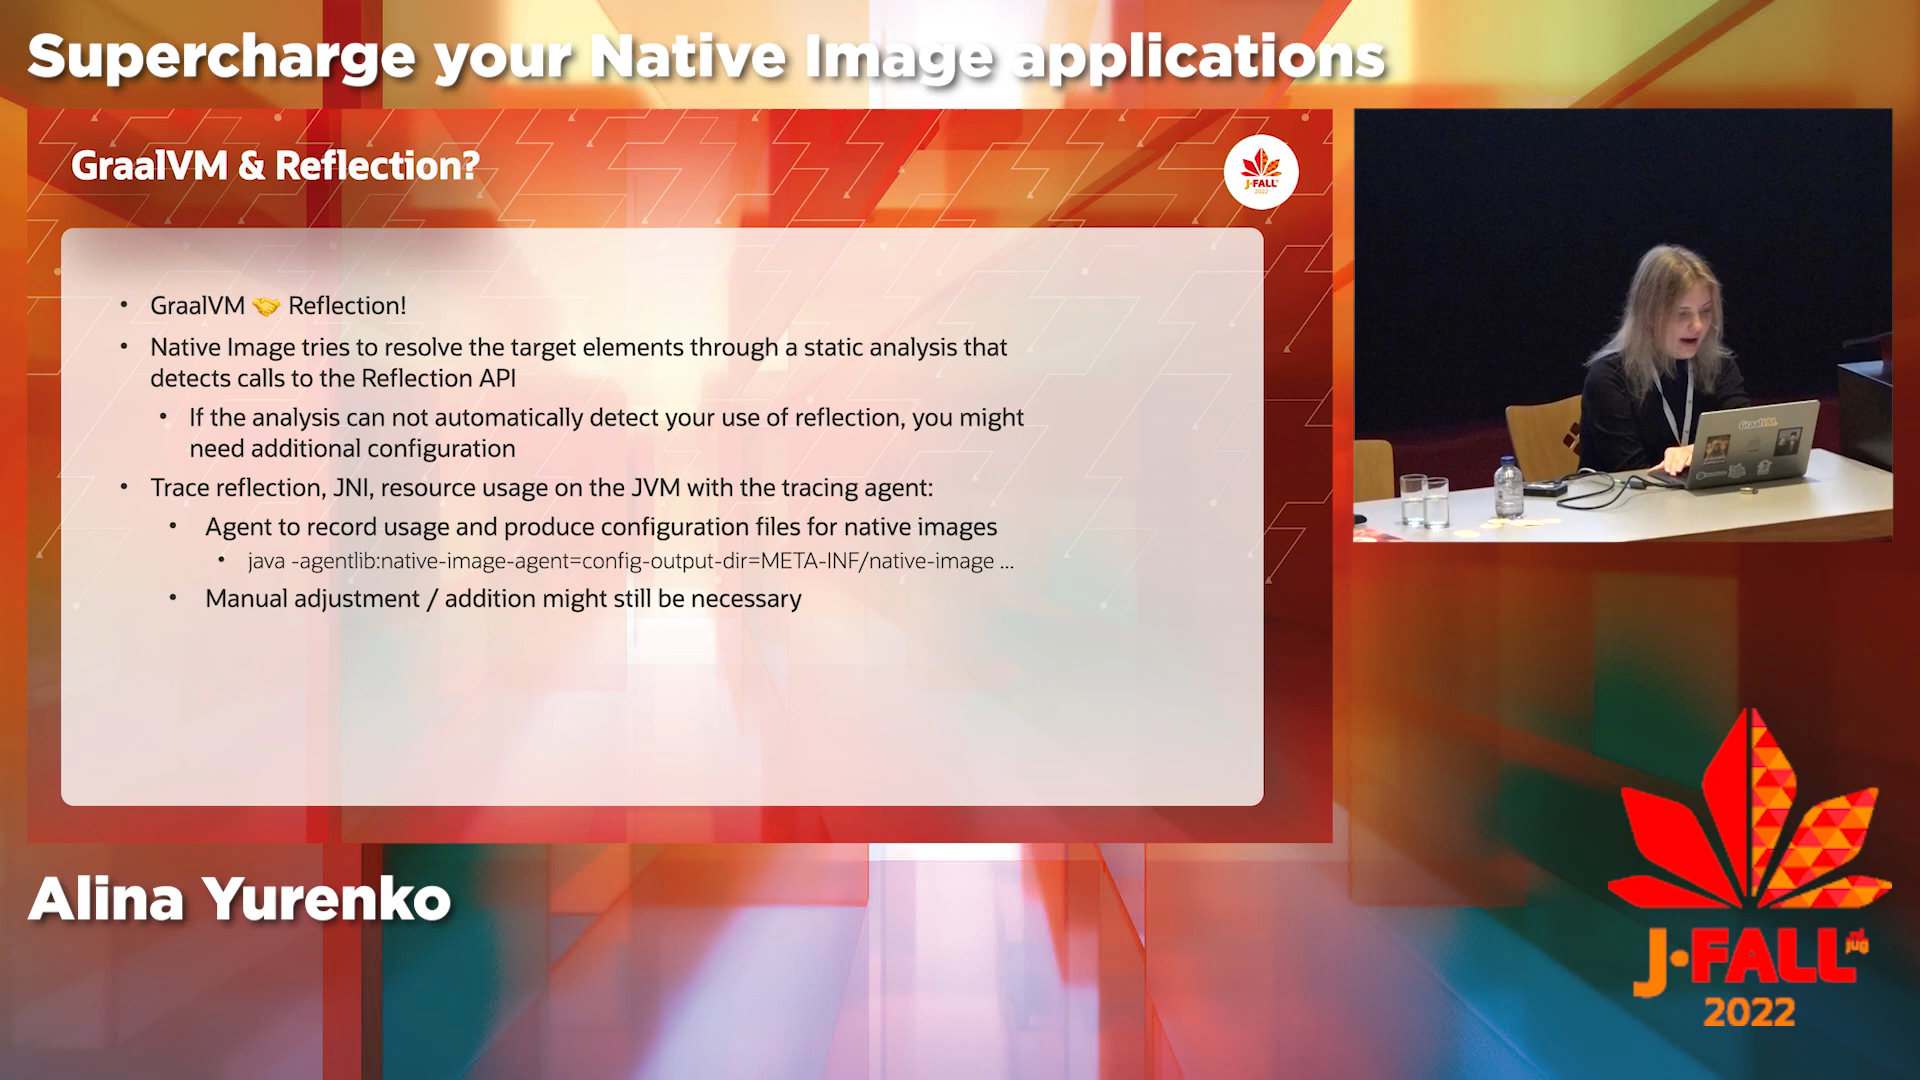 Supercharge your Native Image applications
GraalVM & Reflection?
J-FALL
2022
• GraalVM 🤝 Reflection!
• Native Image tries to resolve the target elements through a static analysis that
detects calls to the Reflection API
• If the analysis can not automatically detect your use of reflection, you might
need additional configuration
• Trace reflection, JNI, resource usage on the JVM with the tracing agent:
• Agent to record usage and produce configuration files for native images
• java -agentlib:native-image-agent=config-output-dir=META-INF/native-image ...
• Manual adjustment / addition might still be necessary
GraalVM
Alina Yurenko
J-FALL nl jug
2022